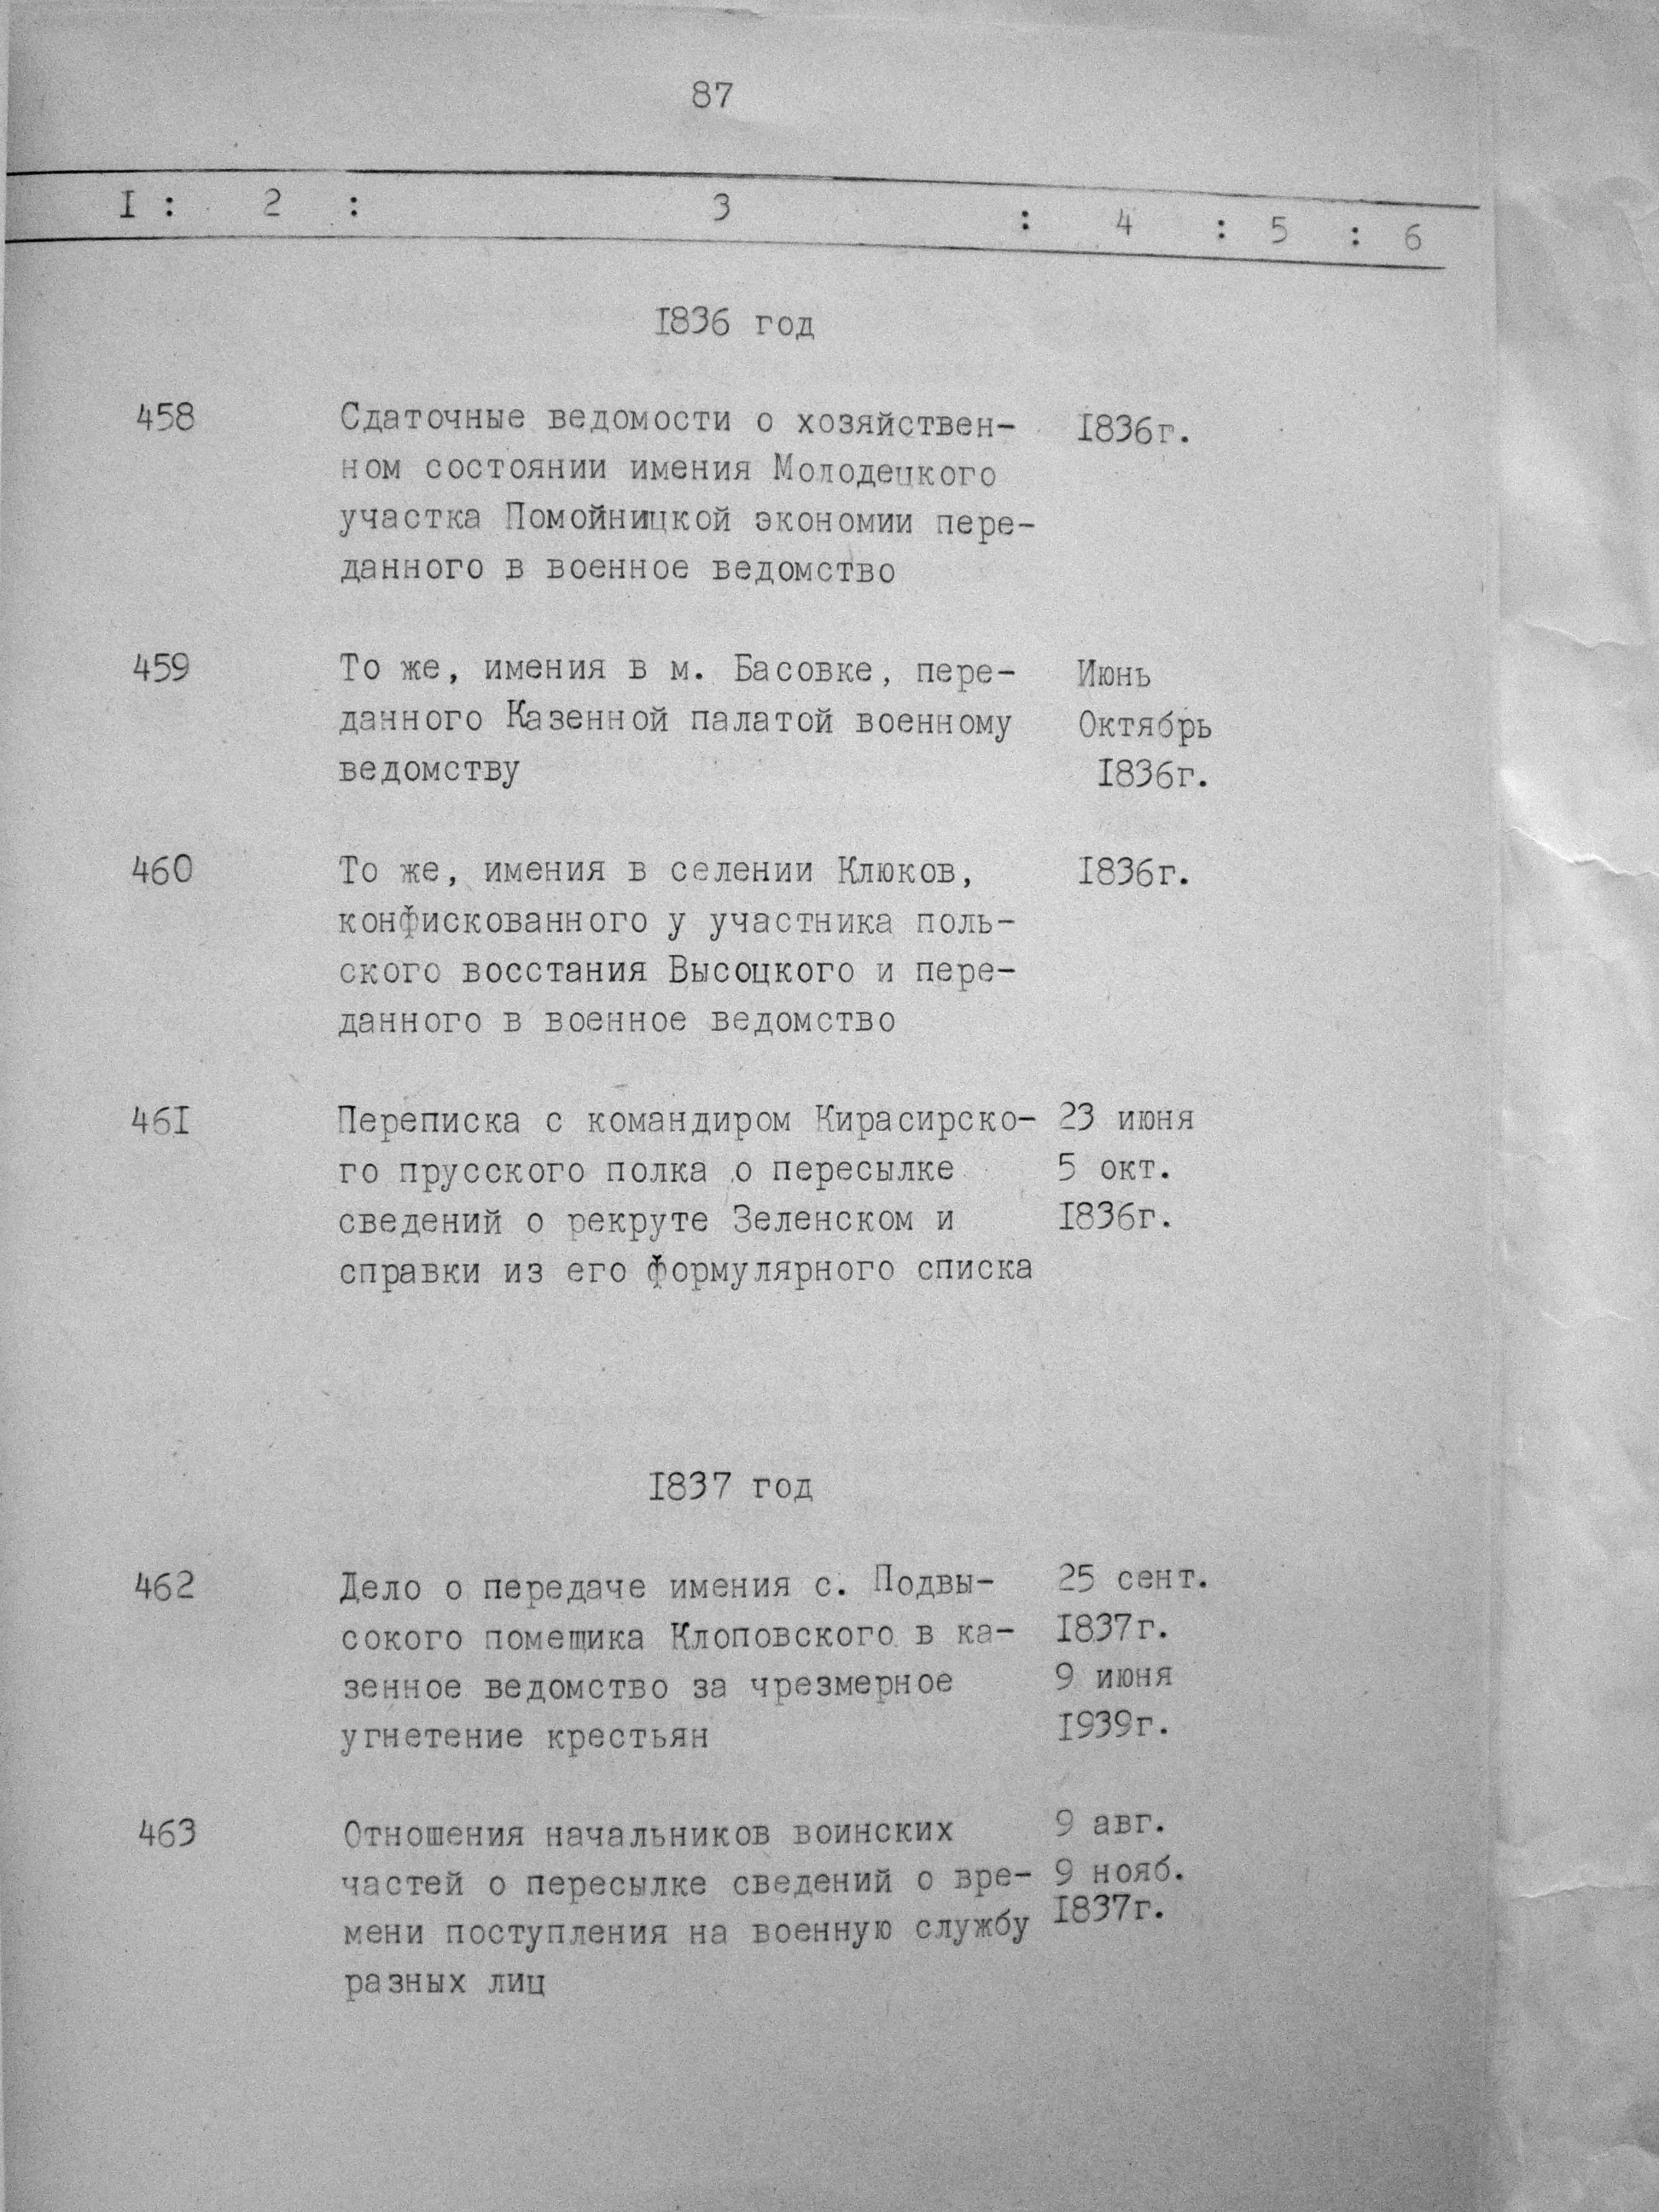 87
I : 2 : 3 : 4 : 5 : 6
I836 год
458 Сдаточные ведомости о хозяйствен- I836г.
ном состоянии имения Молодецкого
участка Помойницкой экономии пере-
данного в военное ведомство
459 То же, имения в м. Басовке, пере- Июнь
данного Казенной палатой военному Октябрь
ведомству I836г.
460 То же, имения в селении Клюков, I836г.
конфискованного у участника поль-
ского восстания Высоцкого и пере-
данного в военное ведомство
46I Переписка с командиром Кирасирско- 23 июня
го прусского полка о пересылке 5 окт.
сведений о рекруте Зеленском и I836г.
справки из его формулярного списка
I837 год
462 Дело о передаче имения с. Подвы- 25 сент.
сокого помещика Клоповского в ка- I837г.
зенное ведомство за чрезмерное 9 июня
угнетение крестьян I939г.
463 Отношения начальников воинских 9 авг.
частей о пересылке сведений о вре- 9 нояб.
мени поступления на военную службу I837г.
разных лиц